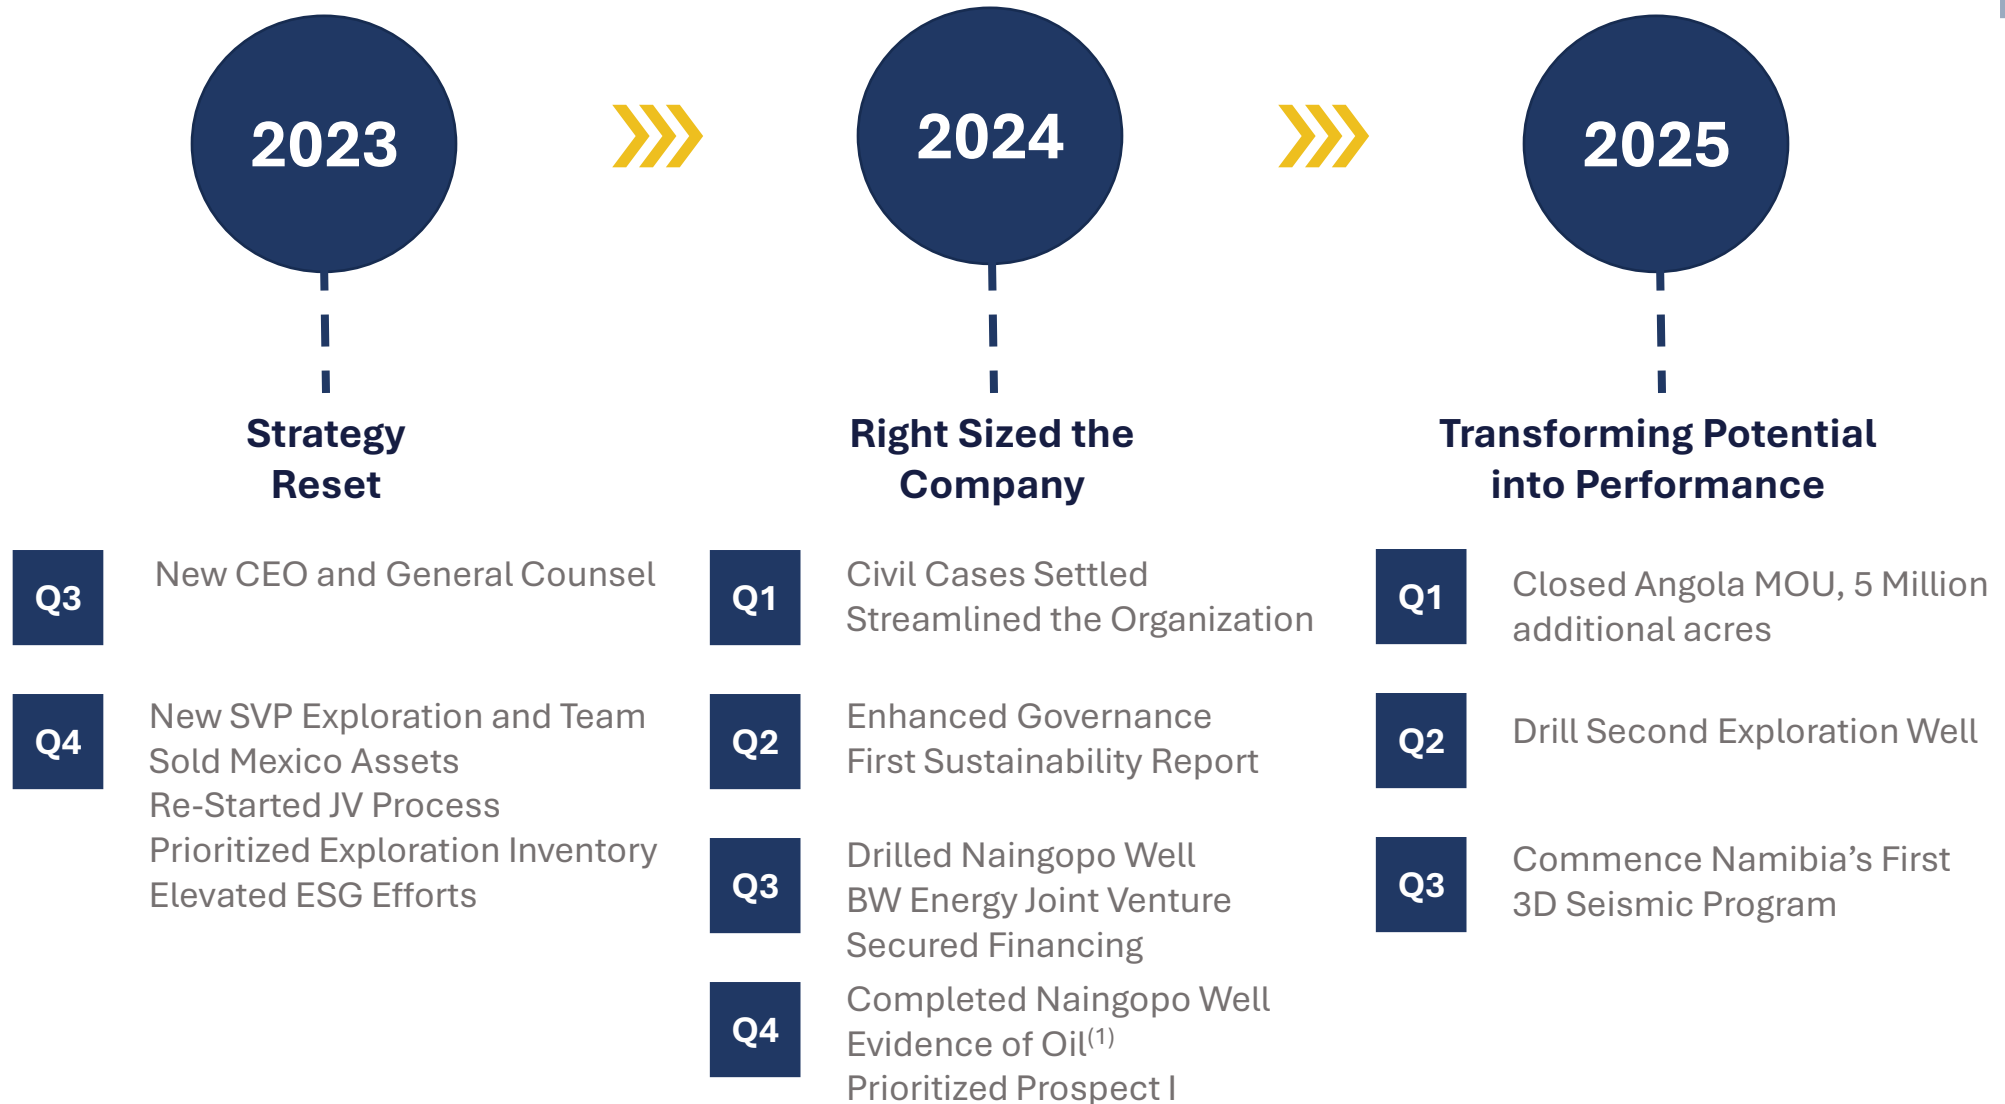 2023
2024
2025
Strategy
Reset
Q3
New CEO and General Counsel
Q4
New SVP Exploration and Team
Sold Mexico Assets
Re-Started JV Process
Prioritized Exploration Inventory
Elevated ESG Efforts
Right Sized the
Company
Q1
Civil Cases Settled
Streamlined the Organization
Q2
Enhanced Governance
First Sustainability Report
Q3
Drilled Naingopo Well
BW Energy Joint Venture
Secured Financing
Q4
Completed Naingopo Well
Evidence of Oil(1)
Prioritized Prospect I
Transforming Potential
into Performance
Q1
Closed Angola MOU, 5 Million
additional acres
Q2
Drill Second Exploration Well
Q3
Commence Namibia’s First
3D Seismic Program